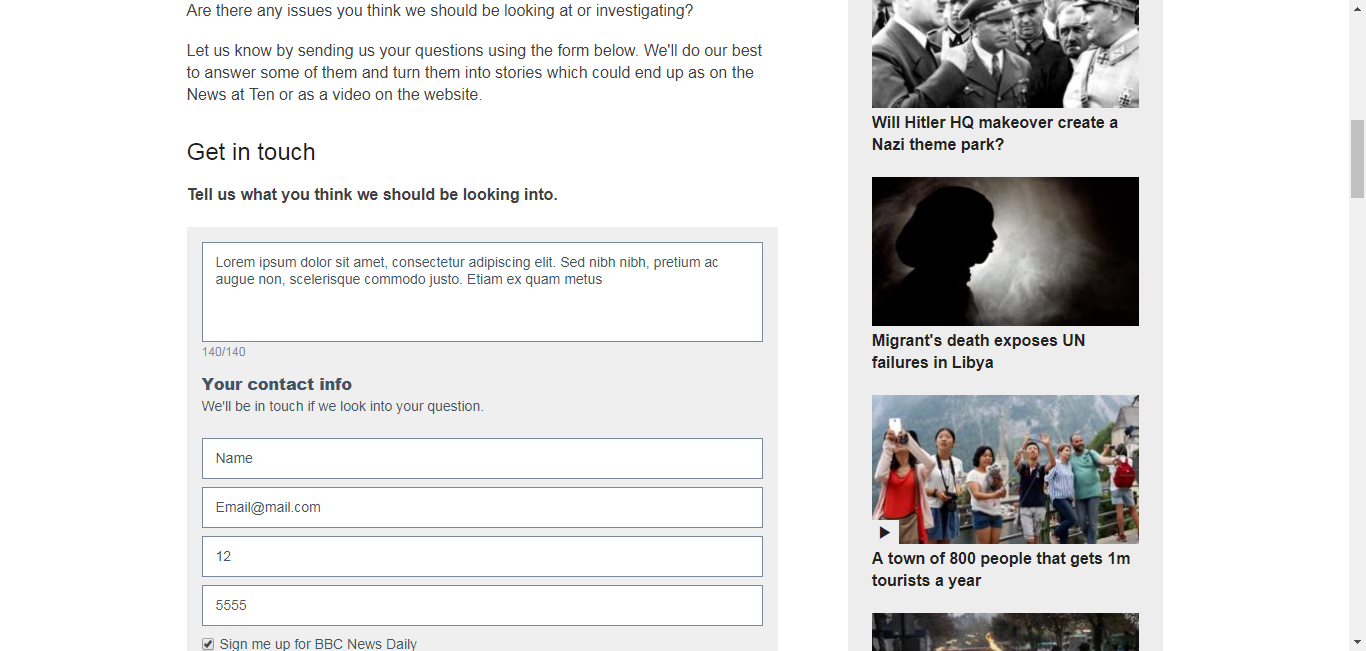 Are there any issues you think we should be looking at or investigating?
Let us know by sending us your questions using the form below. We'll do our best
to answer some of them and turn them into stories which could end up as on the
News at Ten or as a video on the website.
Get in touch
Tell us what you think we should be looking into.
Lorem ipsum dolor sit amet, consectetur adipiscing elit. Sed nibh nibh, pretium ac
augue non, scelerisque commodo justo. Etiam ex quam metus
140/140
Your contact info
We'll be in touch if we look into your question.
Name
Email@mail.com
12
5555
Sign me up for BBC News Daily
Will Hitler HQ makeover create a
Nazi theme park?
Migrant's death exposes UN
failures in Libya
A town of 800 people that gets 1m
tourists a year